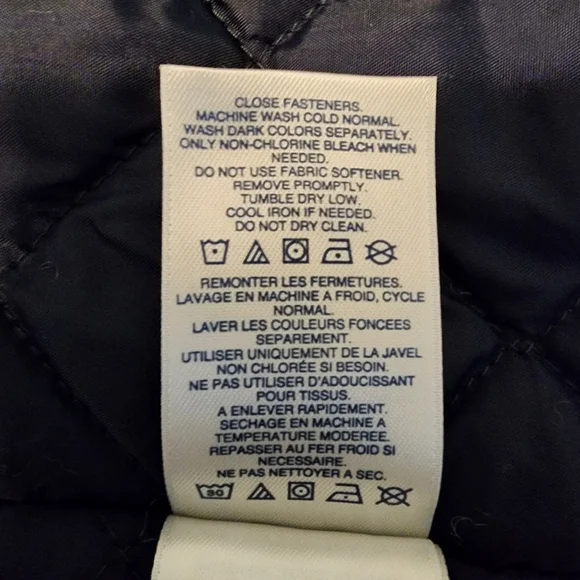 CLOSE FASTENERS.
MACHINE WASH COLD NORMAL.
WASH DARK COLORS SEPARATELY.
ONLY NON-CHLORINE BLEACH WHEN
NEEDED.
DO NOT USE FABRIC SOFTENER.
REMOVE PROMPTLY.
TUMBLE DRY LOW.
COOL IRON IF NEEDED.
DO NOT DRY CLEAN.
REMONTER LES FERMETURES.
LAVAGE EN MACHINE A FROID, CYCLE
NORMAL.
LAVER LES COULEURS FONCEES
SEPAREMENT.
UTILISER UNIQUEMENT DE LA JAVEL
NON CHLORÉE SI BESOIN.
NE PAS UTILISER D'ADOUCISSANT
POUR TISSUS.
A ENLEVER RAPIDEMENT.
SECHAGE EN MACHINE A
TEMPERATURE MODEREE.
REPASSER AU FER FROID SI
NECESSAIRE.
NE PAS NETTOYER A SEC.
30